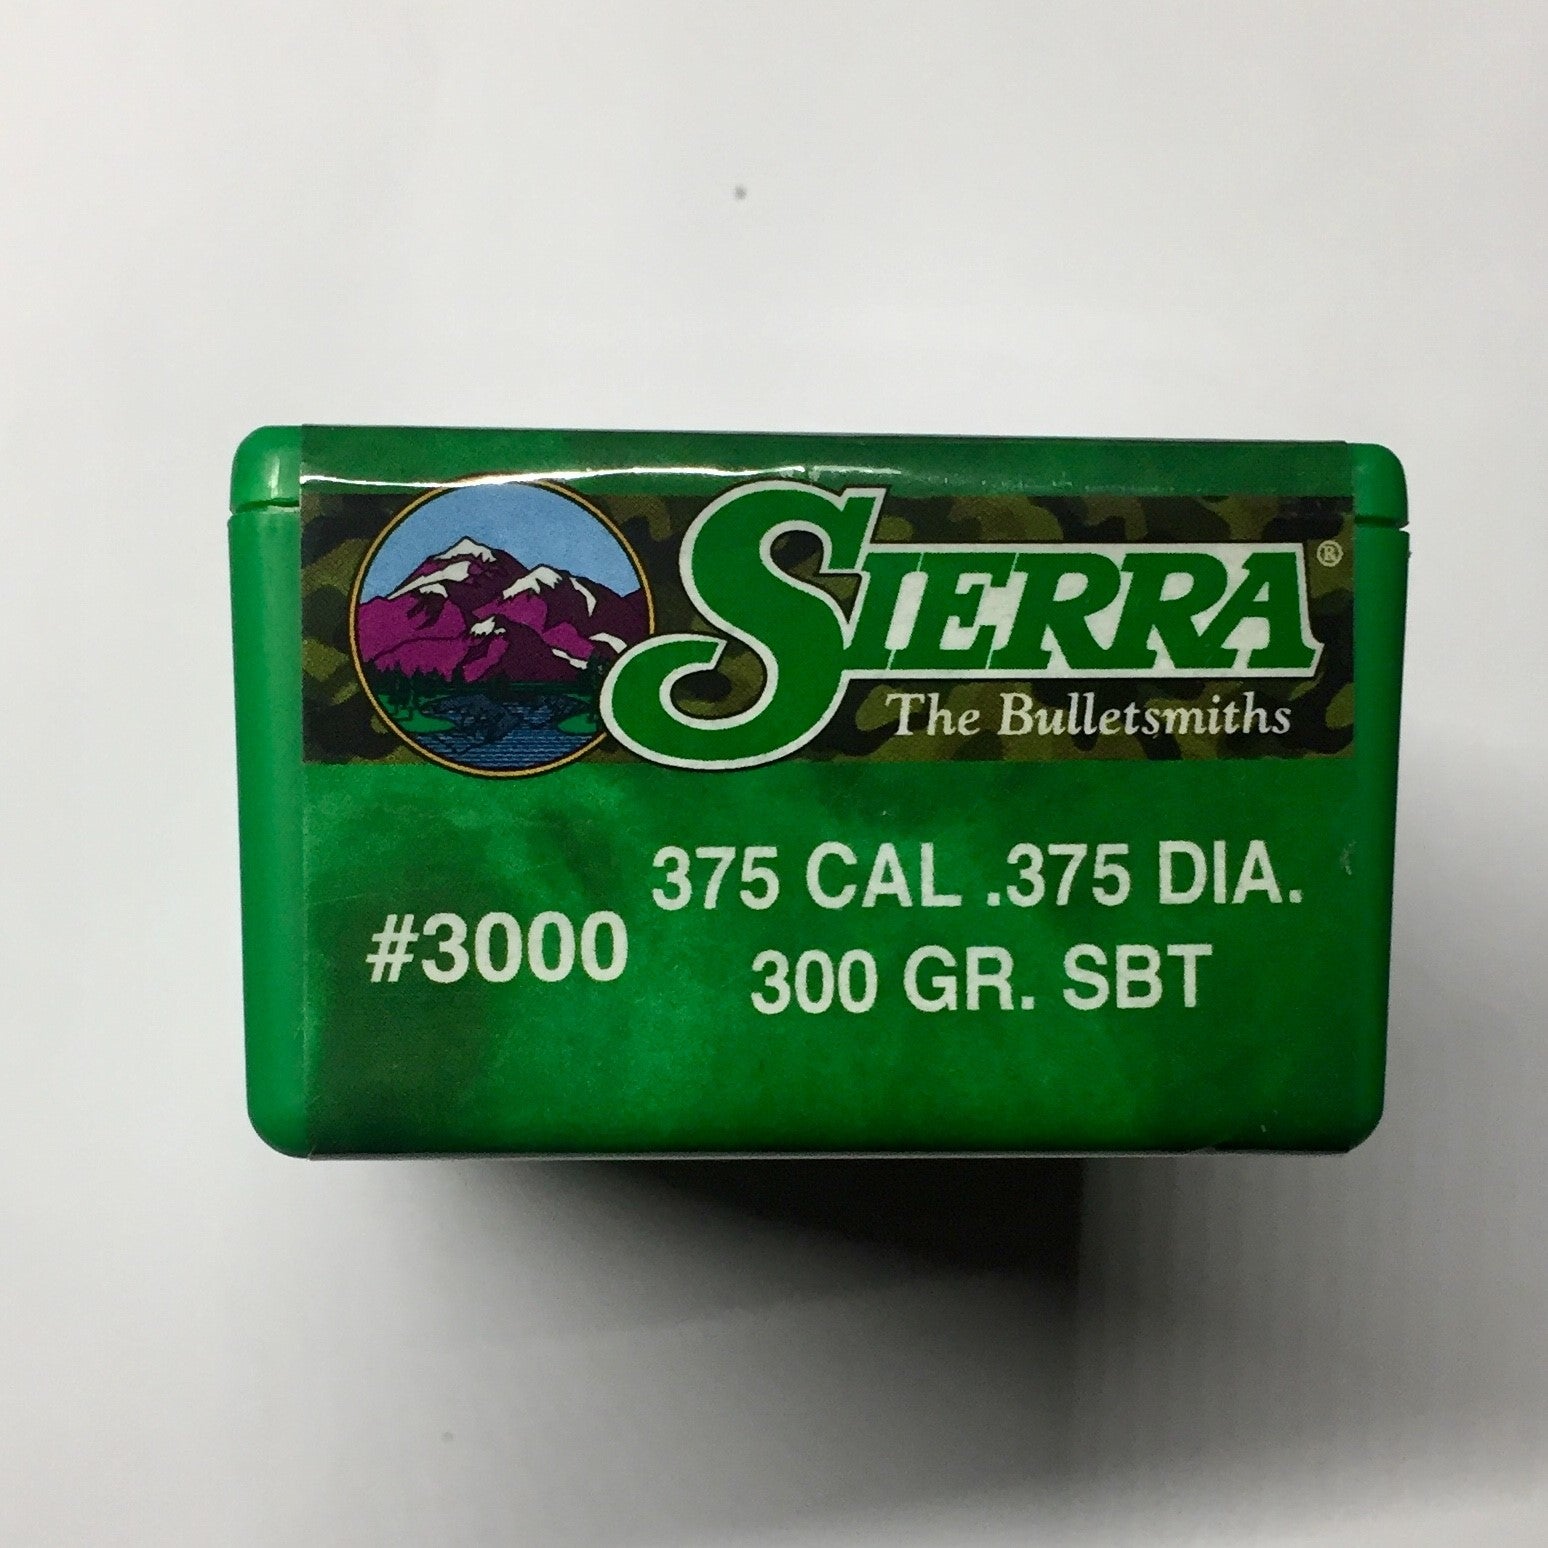 SIERRA®
The Bulletsmiths
375 CAL .375 DIA.
#3000
300 GR. SBT